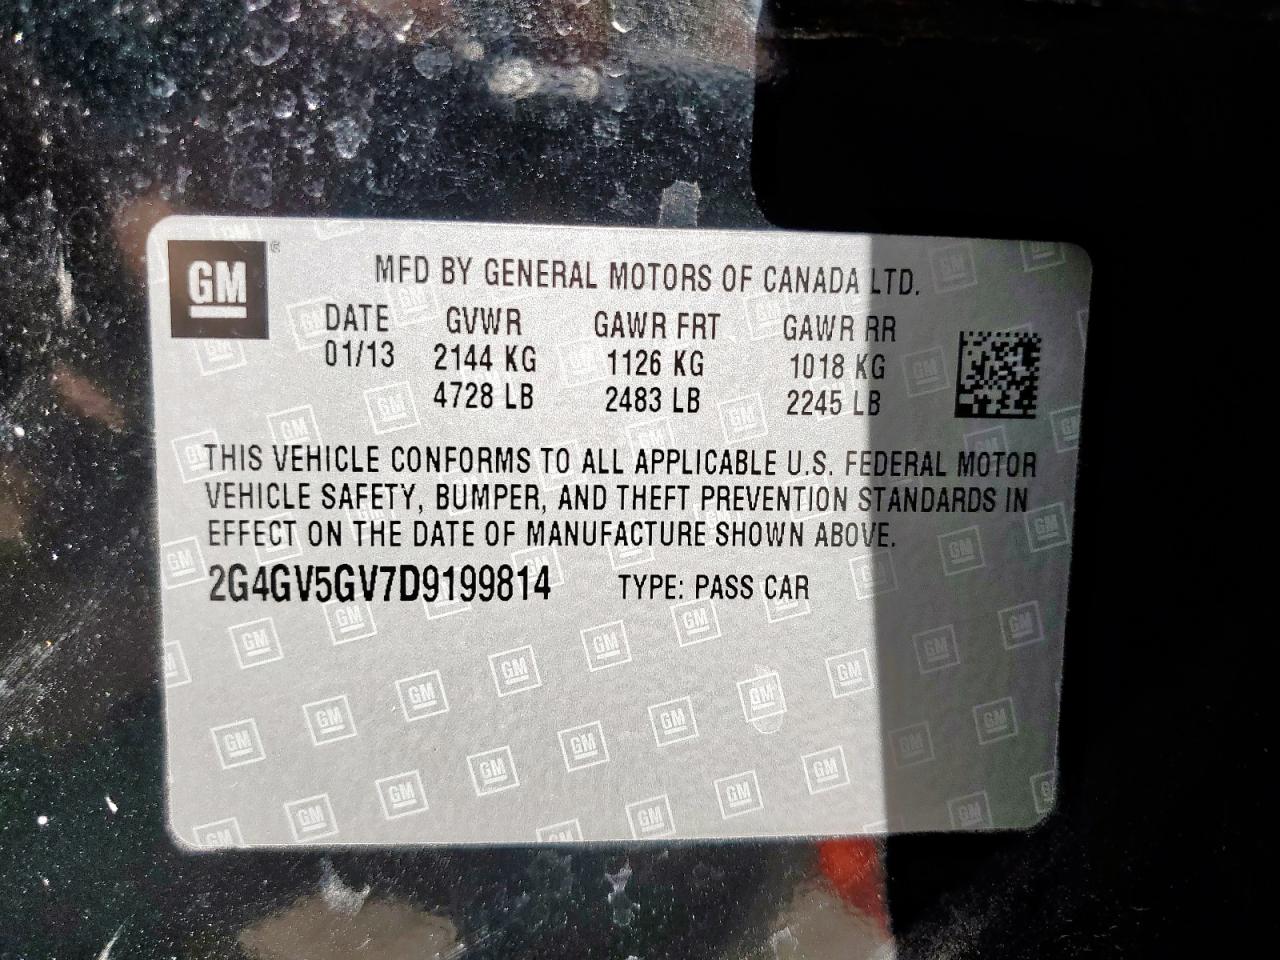 GM
MFD BY GENERAL MOTORS OF CANADA LTD.
DATE GVWR GAWR FRT GAWR RR
01/13 2144 KG 1126 KG 1018 KG
4728 LB 2483 LB 2245 LB
THIS VEHICLE CONFORMS TO ALL APPLICABLE U.S. FEDERAL MOTOR
VEHICLE SAFETY, BUMPER, AND THEFT PREVENTION STANDARDS IN
EFFECT ON THE DATE OF MANUFACTURE SHOWN ABOVE.
2G4GV5GV7D9199814 TYPE: PASS CAR